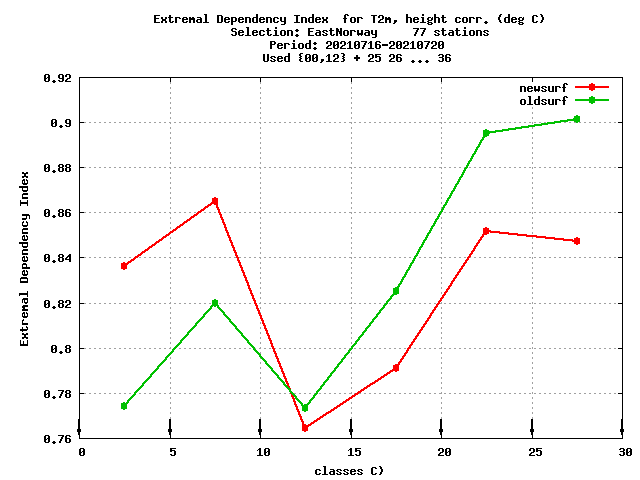 Extremal Dependency Index  for T2m, height corr. (deg C)
Selection: EastNorway     77 stations
Period: 20210716-20210720
Used {00,12} + 25 26 ... 36
newsurf
oldsurf
Extremal Dependency Index
0.92
0.9
0.88
0.86
0.84
0.82
0.8
0.78
0.76
0 5 10 15 20 25 30
classes C)